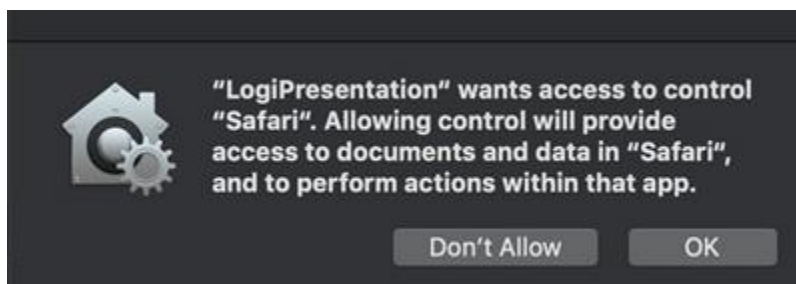 “LogiPresentation“ wants access to control
“Safari“. Allowing control will provide
access to documents and data in “Safari“,
and to perform actions within that app.
Don’t Allow
OK